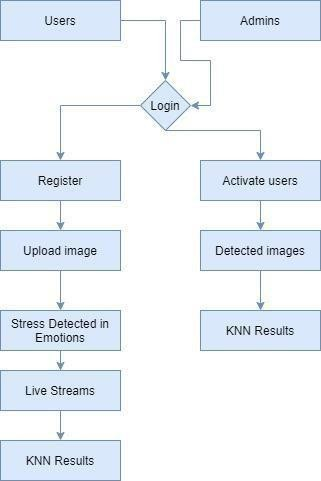 Users
Admins
Login
Register
Activate users
Upload image
Detected images
Stress Detected in
Emotions
KNN Results
Live Streams
KNN Results